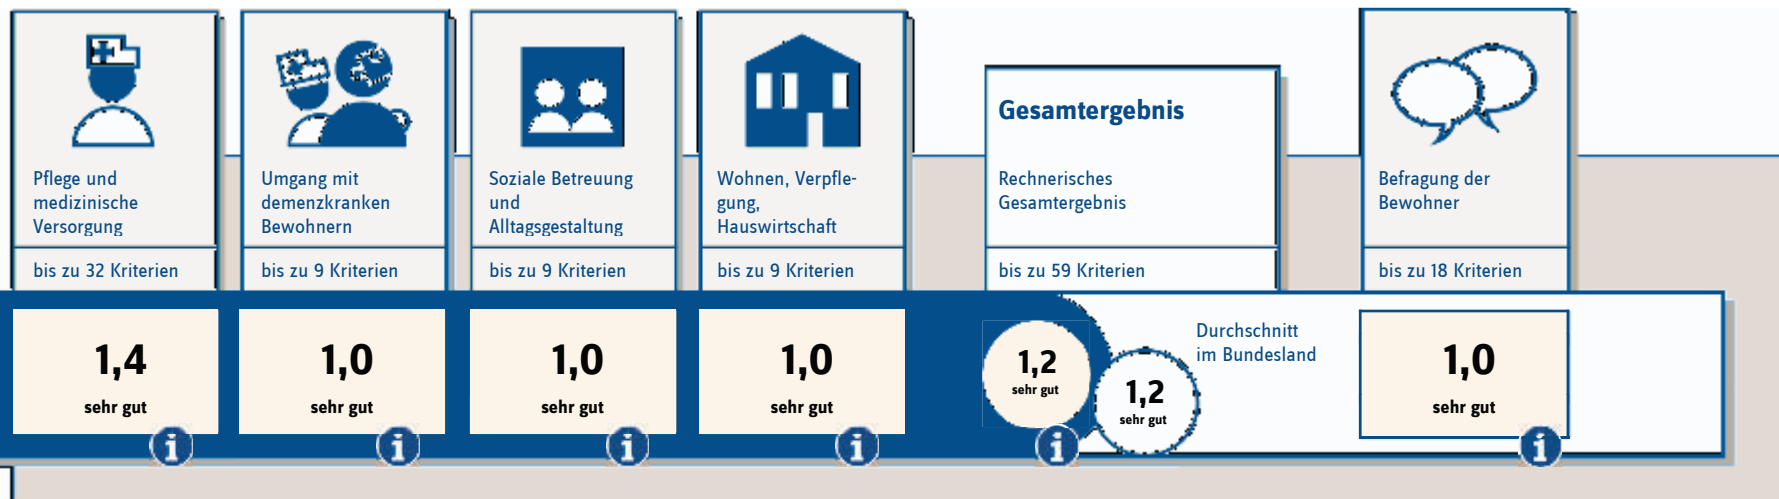 Pflege und
medizinische
Versorgung
bis zu 32 Kriterien
1,4
sehr gut
Umgang mit
demenzkranken
Bewohnern
bis zu 9 Kriterien
1,0
sehr gut
Soziale Betreuung
und
Alltagsgestaltung
bis zu 9 Kriterien
1,0
sehr gut
Wohnen, Verpfle-
gung,
Hauswirtschaft
bis zu 9 Kriterien
1,0
sehr gut
Gesamtergebnis
Rechnerisches
Gesamtergebnis
bis zu 59 Kriterien
1,2
sehr gut
Durchschnitt
im Bundesland
1,2
sehr gut
Befragung der
Bewohner
bis zu 18 Kriterien
1,0
sehr gut